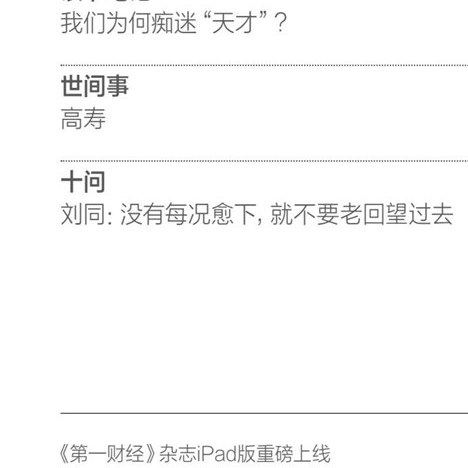 我们为何痴迷“天才”？
世间事
高寿
十问
刘同：没有每况愈下，就不要老回望过去
《第一财经》杂志iPad版重磅上线